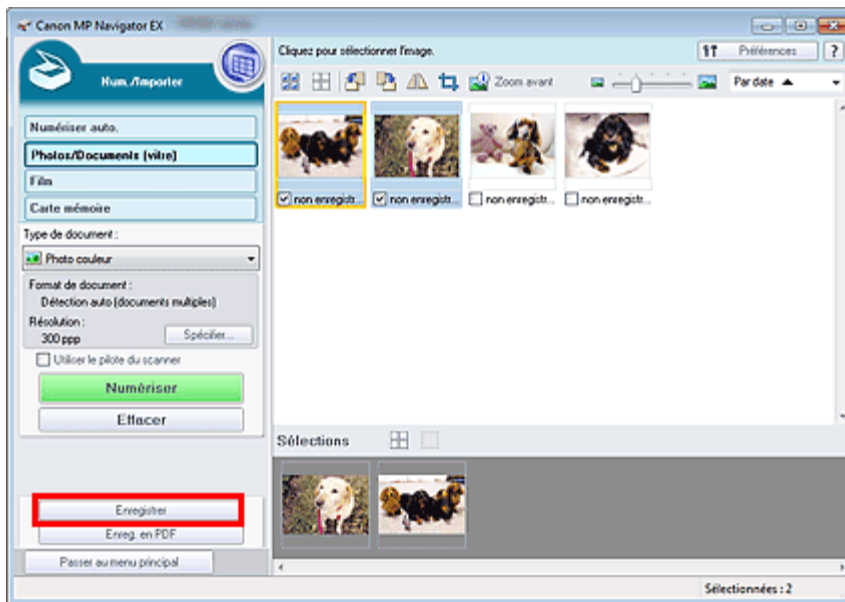 Canon MP Navigator EX
Num./Importer
Cliquez pour sélectionner l'image.
Préférences
?
Zoom avant
Par date
Numériser auto.
Photos/Documents (vitre)
Film
Carte mémoire
non enregistr...
non enregistr...
non enregistr...
non enregistr...
Type de document :
Photo couleur
Format de document :
Détection auto (documents multiples)
Résolution :
300 ppp
Spécifier...
Utiliser le pilote du scanner
Numériser
Effacer
Sélections
Enregistrer
Enreg. en PDF
Passer au menu principal
Sélectionnées : 2